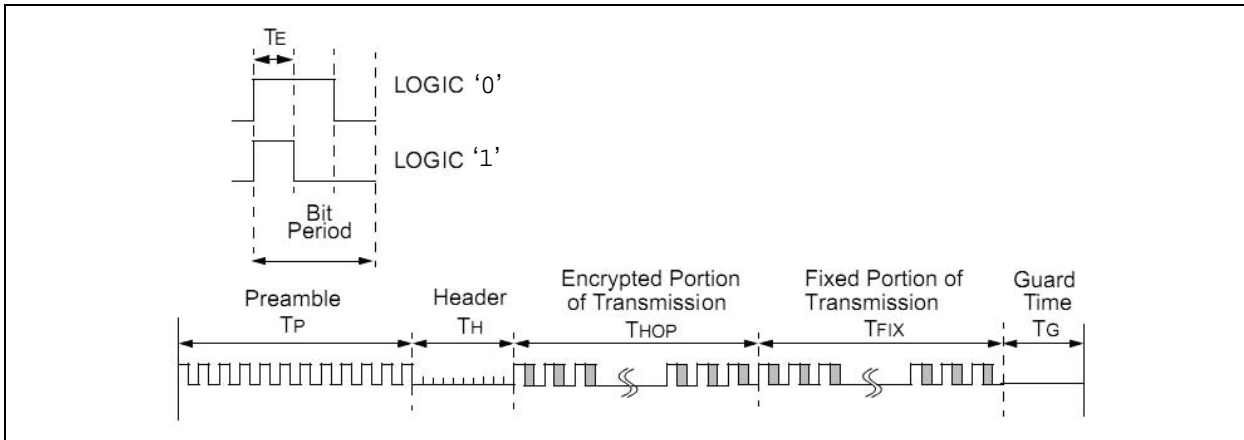 TE
LOGIC ‘0’
LOGIC ‘1’
Bit
Period
Preamble
TP
Header
TH
Encrypted Portion
of Transmission
THOP
Fixed Portion of
Transmission
TFIX
Guard
Time
TG